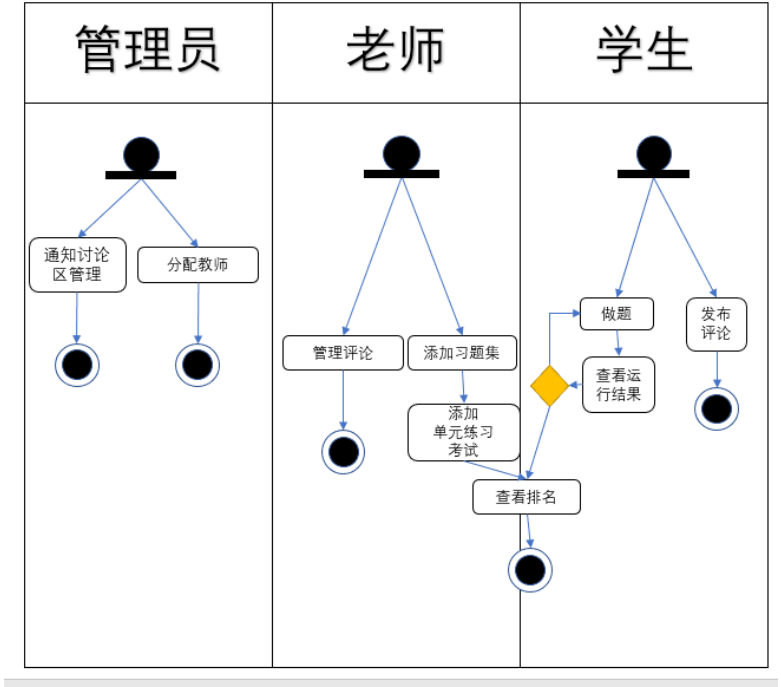 管理员
老师
学生
通知讨论
区管理
分配教师
管理评论
添加习题集
添加
单元练习
考试
做题
查看运
行结果
发布
评论
查看排名